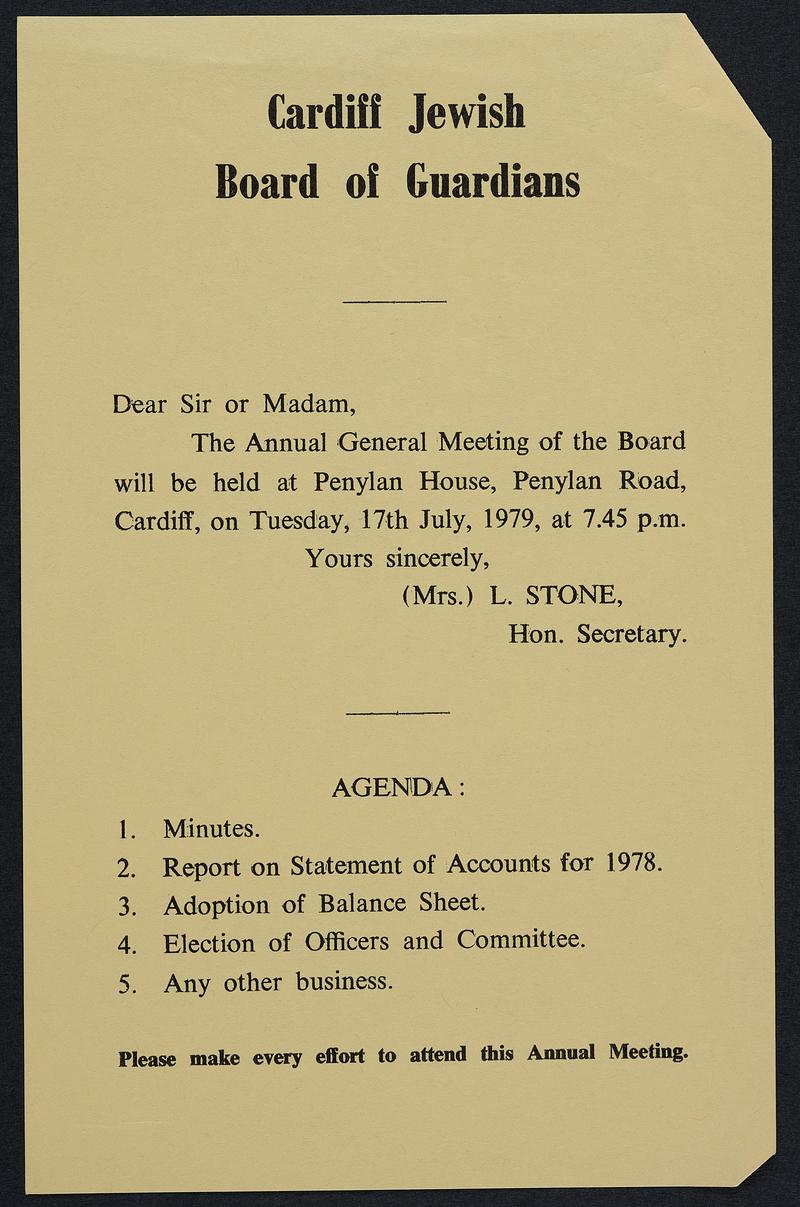 Cardiff Jewish
Board of Guardians
Dear Sir or Madam,
The Annual General Meeting of the Board
will be held at Penylan House, Penylan Road,
Cardiff, on Tuesday, 17th July, 1979, at 7.45 p.m.
Yours sincerely,
(Mrs.) L. STONE,
Hon. Secretary.
AGENDA :
1. Minutes.
2. Report on Statement of Accounts for 1978.
3. Adoption of Balance Sheet.
4. Election of Officers and Committee.
5. Any other business.
Please make every effort to attend this Annual Meeting.